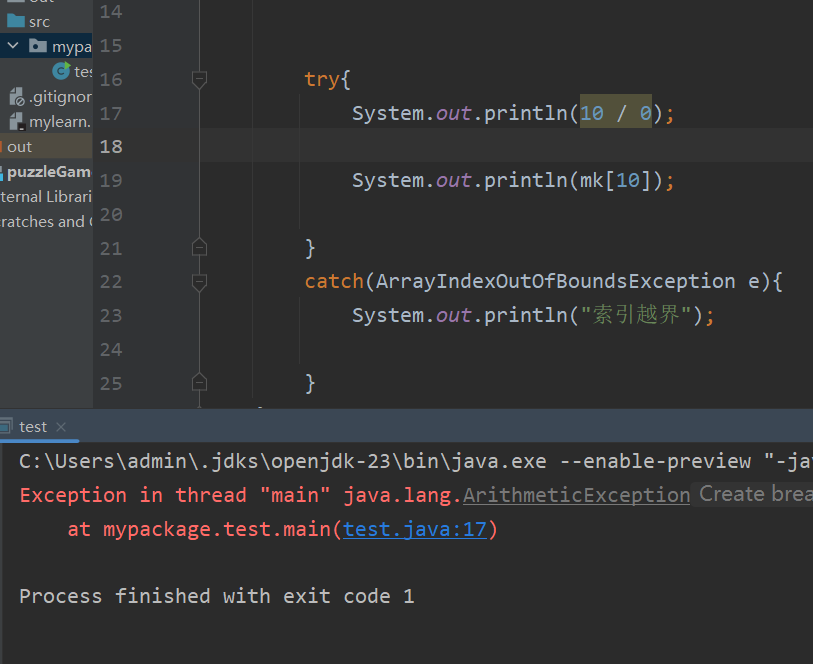 src
mypa
tes
.gitignor
mylearn.
out
puzzleGam
ternal Librari
ratches and C
14
15
16 try{
17 System.out.println(10 / 0);
18
19 System.out.println(mk[10]);
20
21 }
22 catch(ArrayIndexOutOfBoundsException e){
23 System.out.println("索引越界");
24
25 }
test
C:\Users\admin\.jdks\openjdk-23\bin\java.exe --enable-preview "-ja
Exception in thread "main" java.lang.ArithmeticException Create brea
at mypackage.test.main(test.java:17)
Process finished with exit code 1